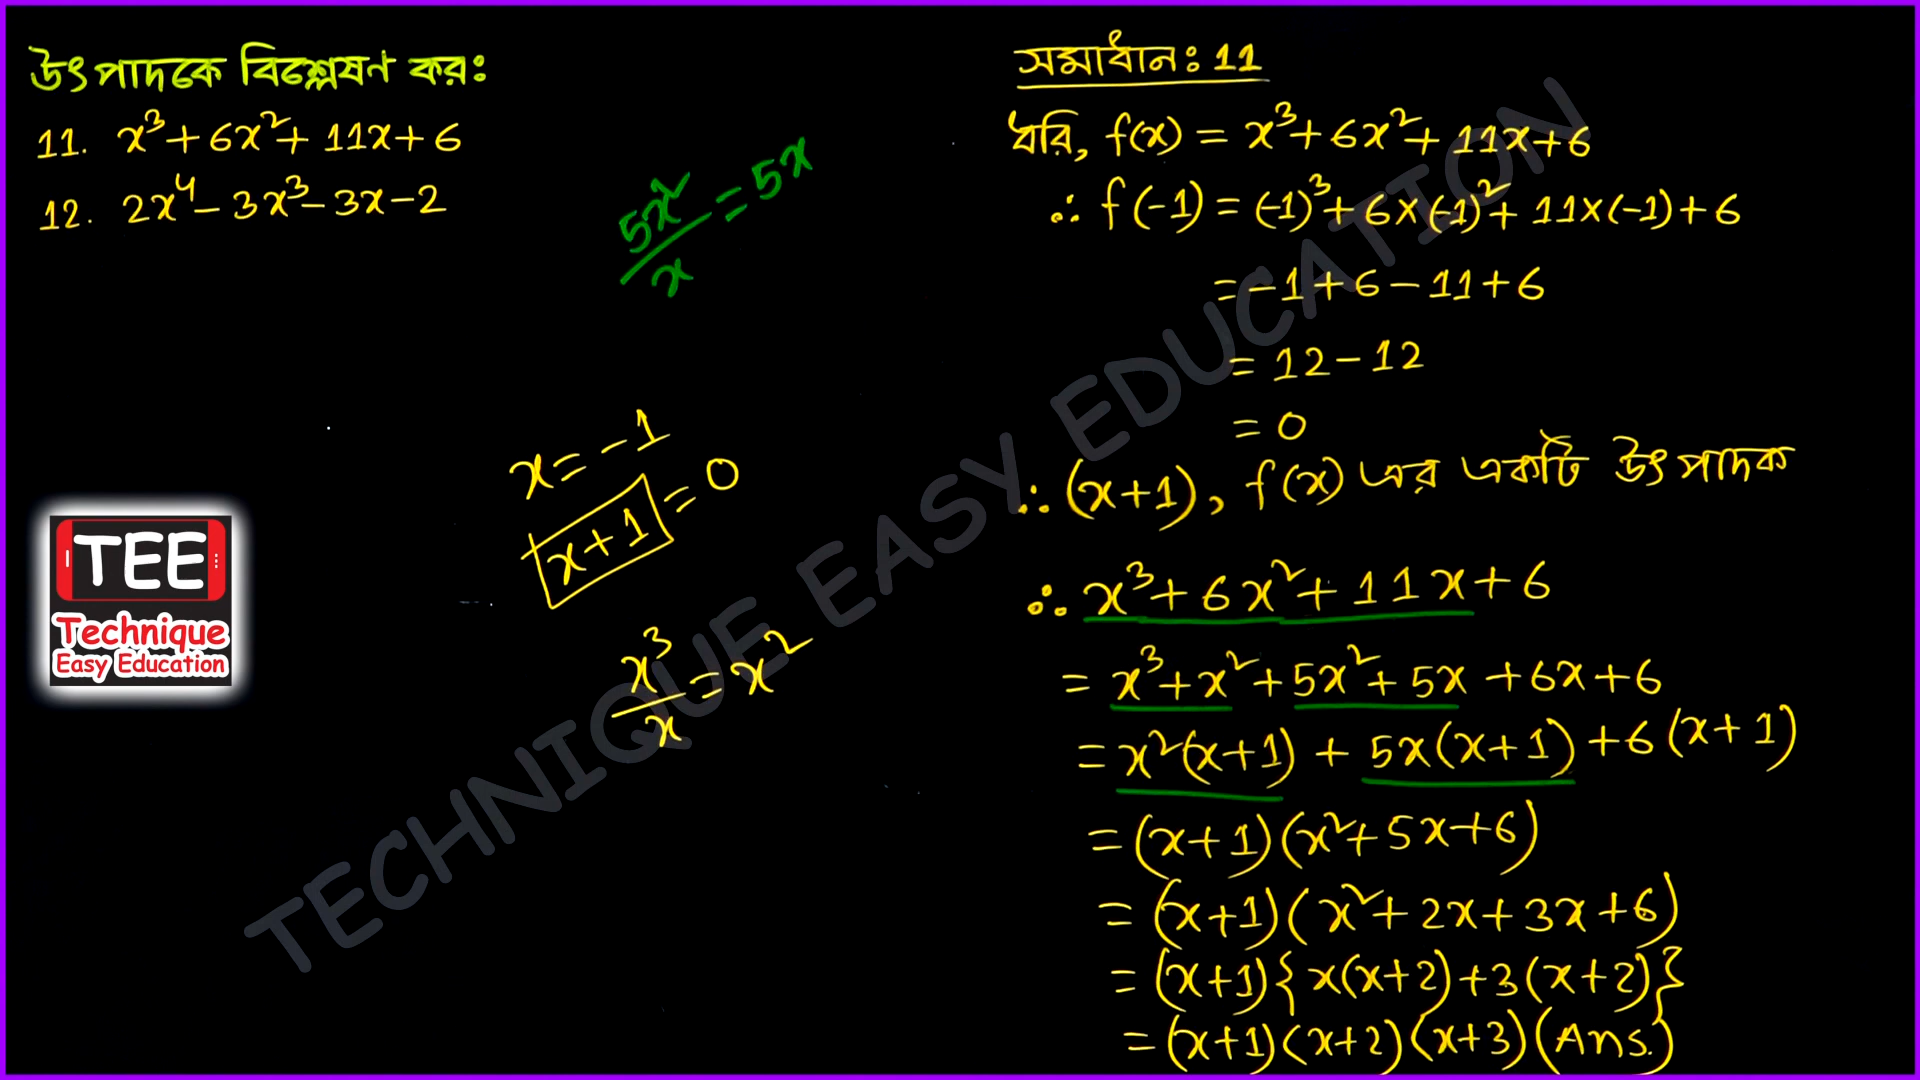 উৎপাদকে বিশ্লেষণ করঃ
11. x³+6x²+11x+6
12. 2x⁴-3x³-3x-2
5x²/x = 5x
x = -1
x+1 = 0
x³/x = x²
TEE
Technique
Easy Education
TECHNIQUE EASY EDUCATION
সমাধান: 11
ধরি, f(x) = x³+6x²+11x+6
∴ f(-1) = (-1)³+6×(-1)²+11×(-1)+6
= -1+6-11+6
= 12-12
= 0
∴ (x+1), f(x) এর একটি উৎপাদক
∴ x³+6x²+11x+6
= x³+x²+5x²+5x+6x+6
= x²(x+1)+5x(x+1)+6(x+1)
= (x+1)(x²+5x+6)
= (x+1)(x²+2x+3x+6)
= (x+1){x(x+2)+3(x+2)}
= (x+1)(x+2)(x+3)(Ans.)